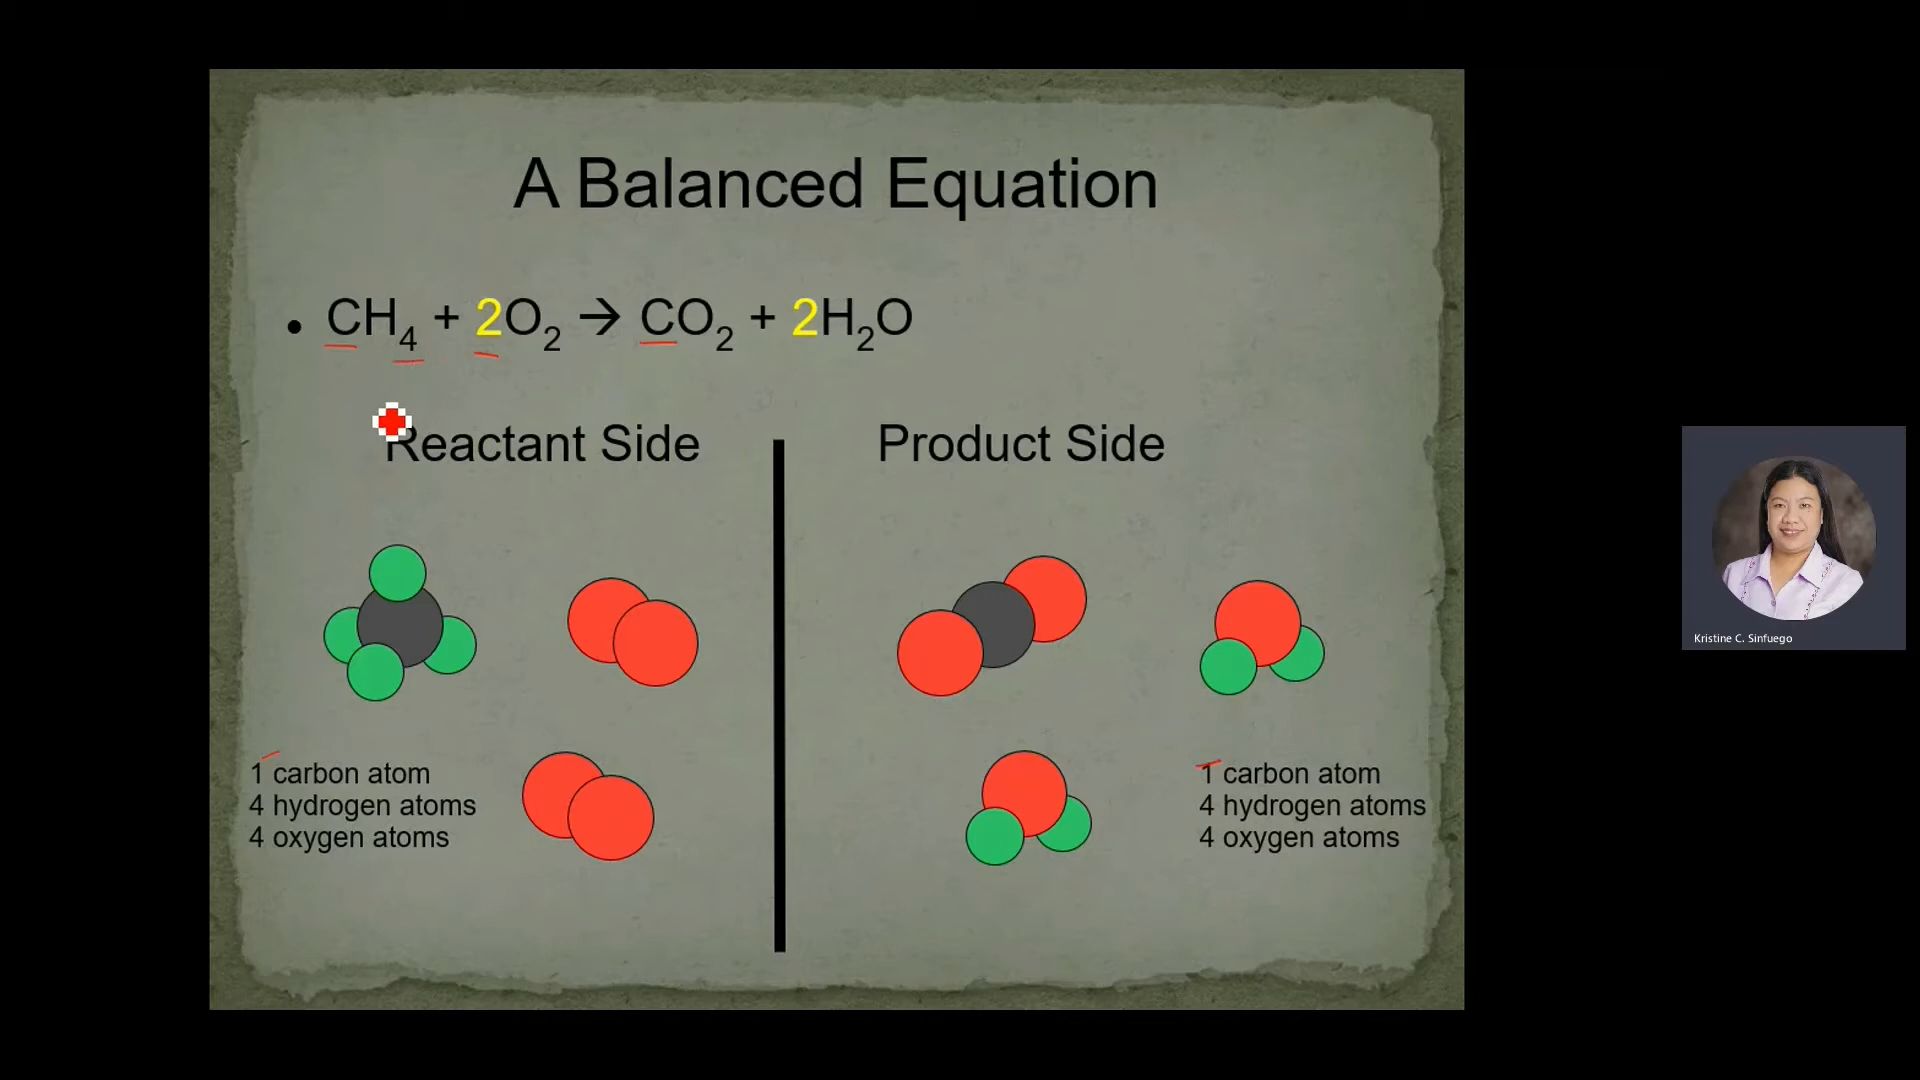 A Balanced Equation
• CH₄ + 2O₂ → CO₂ + 2H₂O
Reactant Side
Product Side
1 carbon atom
4 hydrogen atoms
4 oxygen atoms
1 carbon atom
4 hydrogen atoms
4 oxygen atoms
Kristine C. Sinfuego